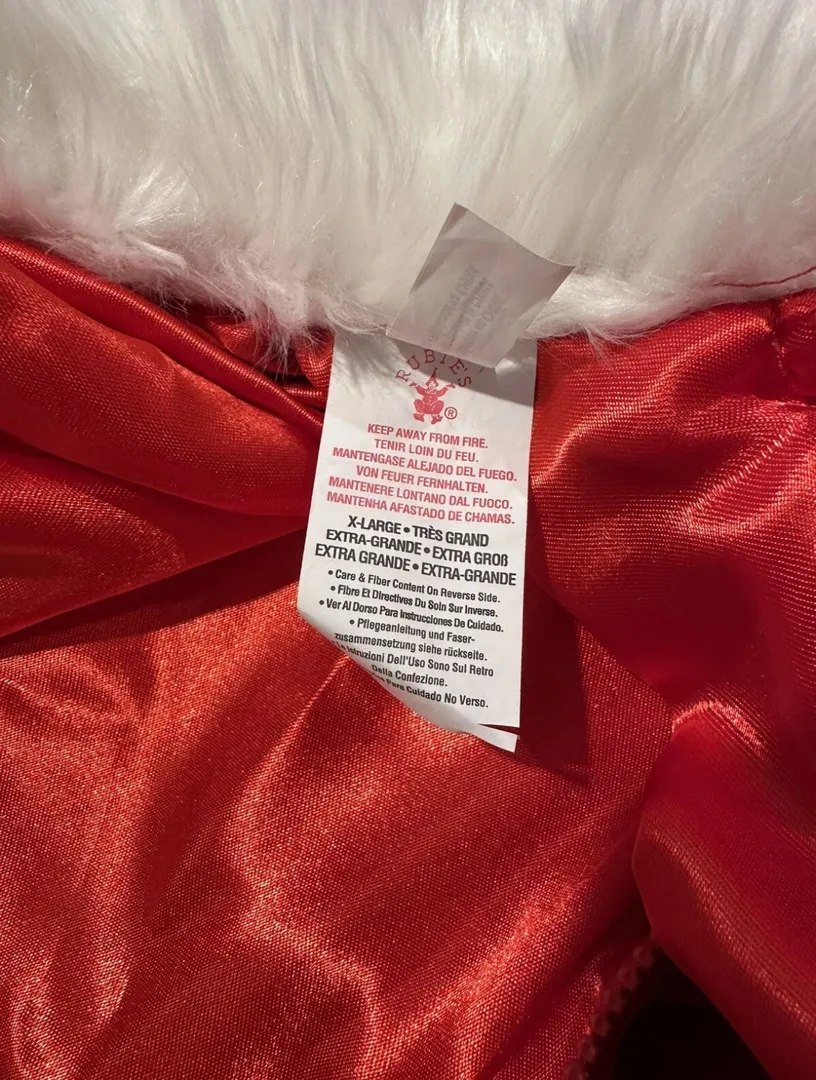 RUBIE'S
®
KEEP AWAY FROM FIRE.
TENIR LOIN DU FEU.
MANTENGASE ALEJADO DEL FUEGO.
VON FEUER FERNHALTEN.
MANTENERE LONTANO DAL FUOCO.
MANTENHA AFASTADO DE CHAMAS.
X-LARGE • TRÈS GRAND
EXTRA-GRANDE • EXTRA GROß
EXTRA GRANDE • EXTRA-GRANDE
• Care & Fiber Content On Reverse Side.
• Fibre Et Directives Du Soin Sur Inverse.
• Ver Al Dorso Para Instrucciones De Cuidado.
• Pflegeanleitung und Faser-
zusammensetzung siehe rückseite.
Istruzioni Dell'Uso Sono Sul Retro
Della Confezione.
Para Cuidado No Verso.